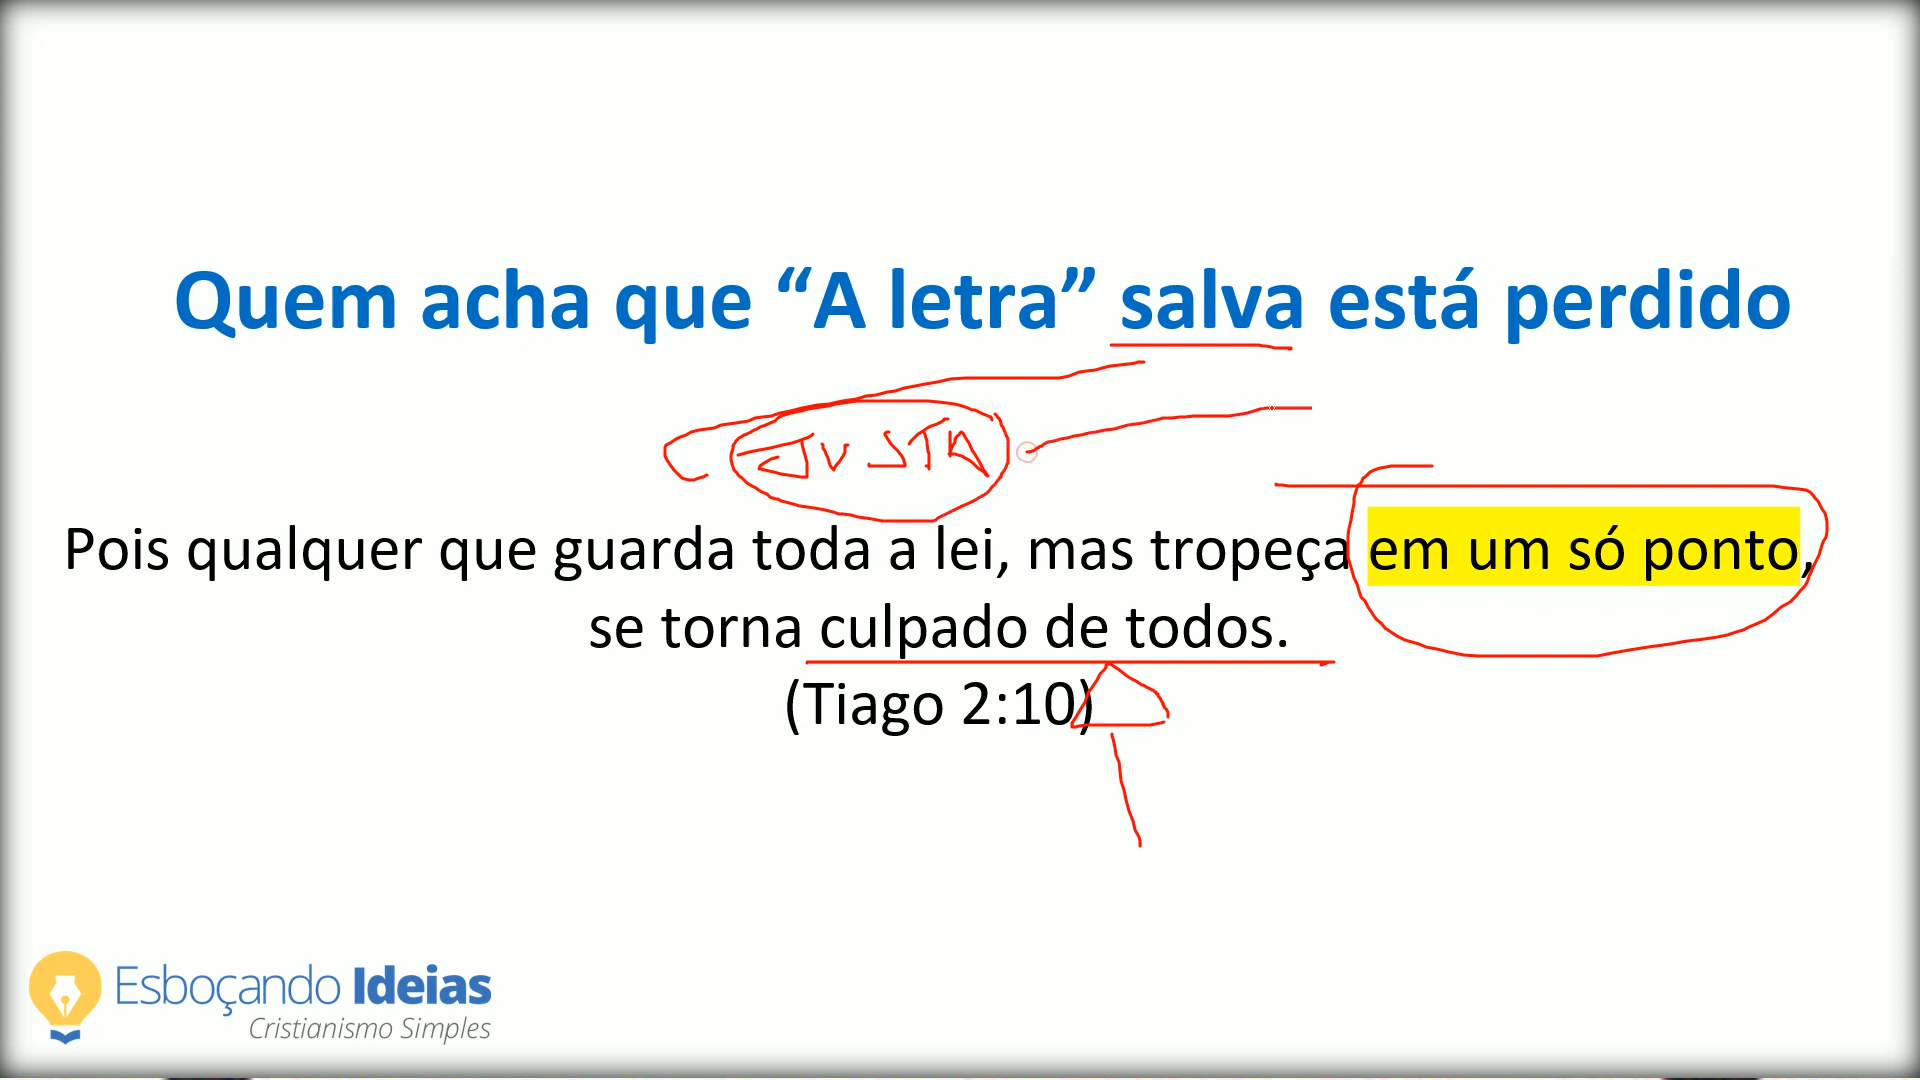 Quem acha que “A letra” salva está perdido
JUSTA
Pois qualquer que guarda toda a lei, mas tropeça em um só ponto,
se torna culpado de todos.
(Tiago 2:10)
Esboçando Ideias
Cristianismo Simples